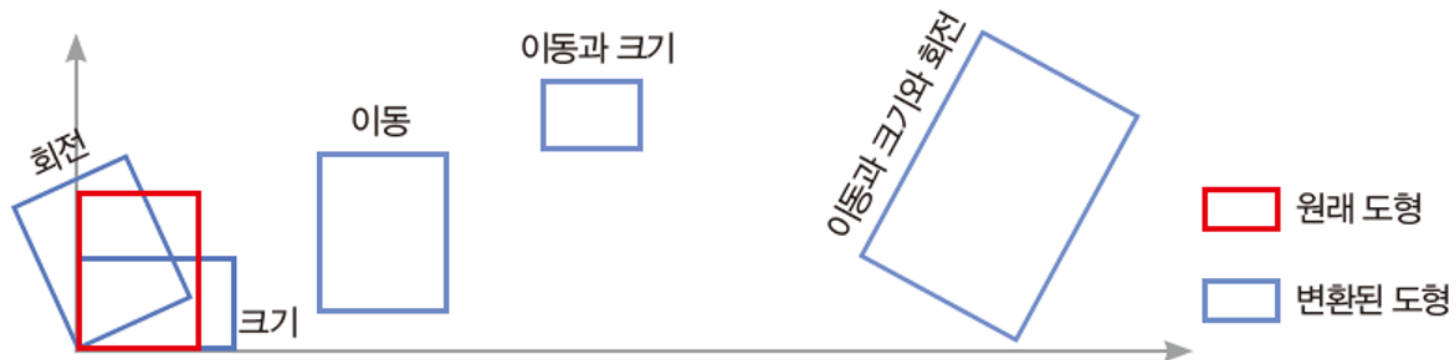 회전
크기
이동
이동과 크기
이동과 크기와 회전
원래 도형
변환된 도형